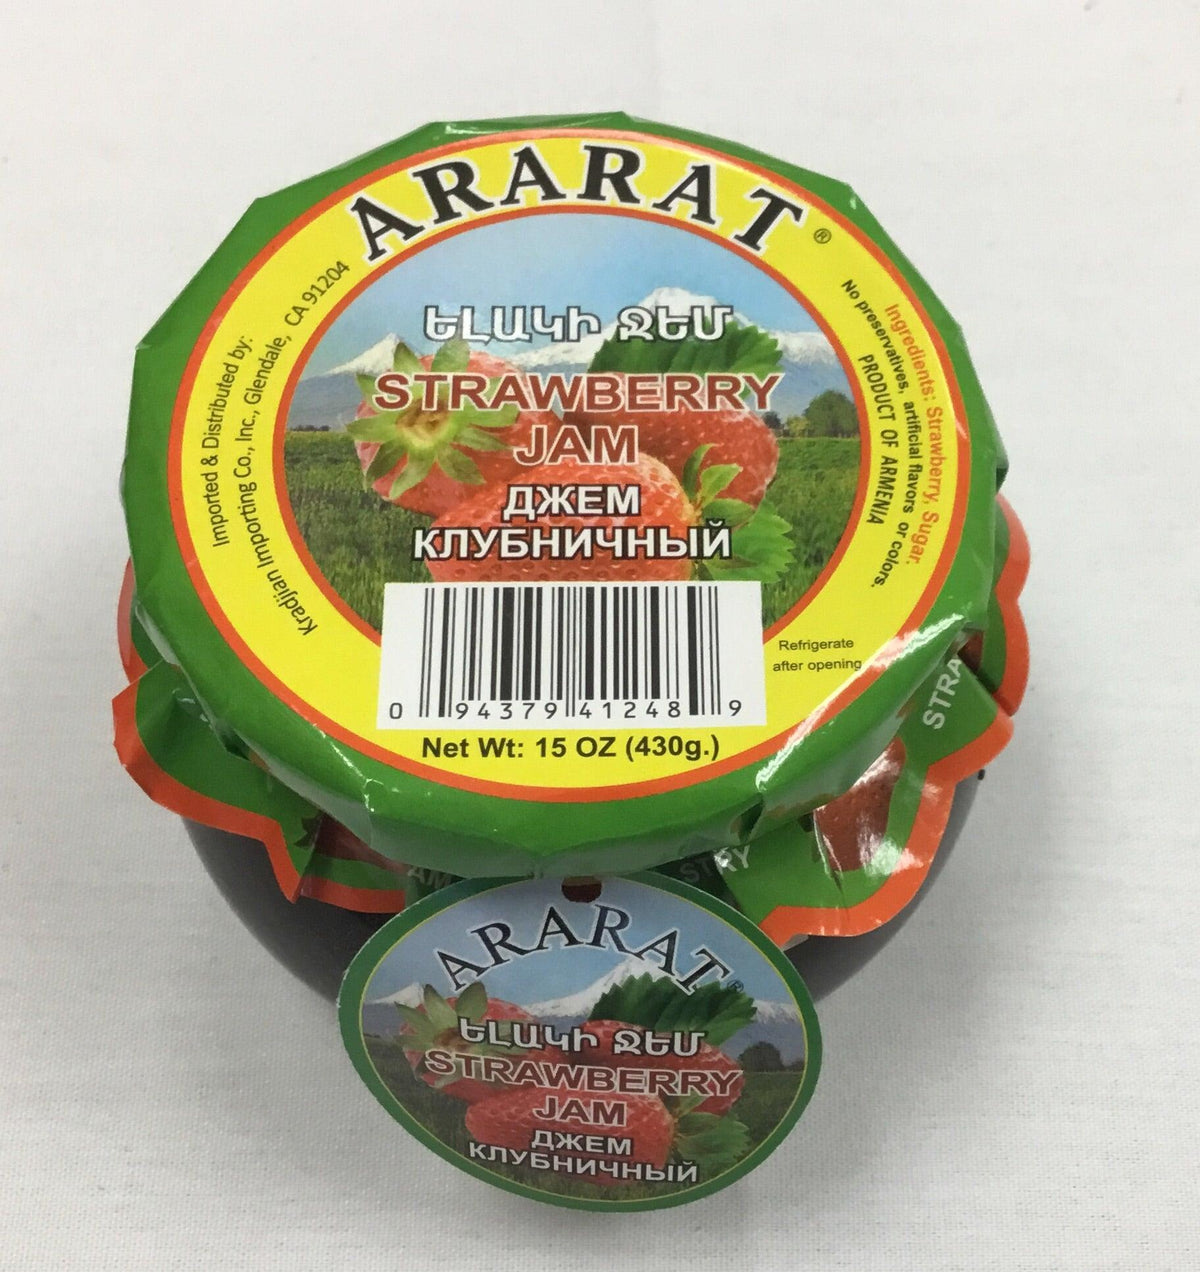 ARARAT®
Imported & Distributed by:
Kradjian Importing Co., Inc., Glendale, CA 91204
Ingredients: Strawberry, Sugar.
No preservatives, artificial flavors or colors.
PRODUCT OF ARMENIA
ԵԼԱԿԻ ՋԵՄ
STRAWBERRY
JAM
ДЖЕМ
КЛУБНИЧНЫЙ
0 94379 41248 9
Refrigerate
after opening
Net Wt: 15 OZ (430g.)
ARARAT®
ԵԼԱԿԻ ՋԵՄ
STRAWBERRY
JAM
ДЖЕМ
КЛУБНИЧНЫЙ